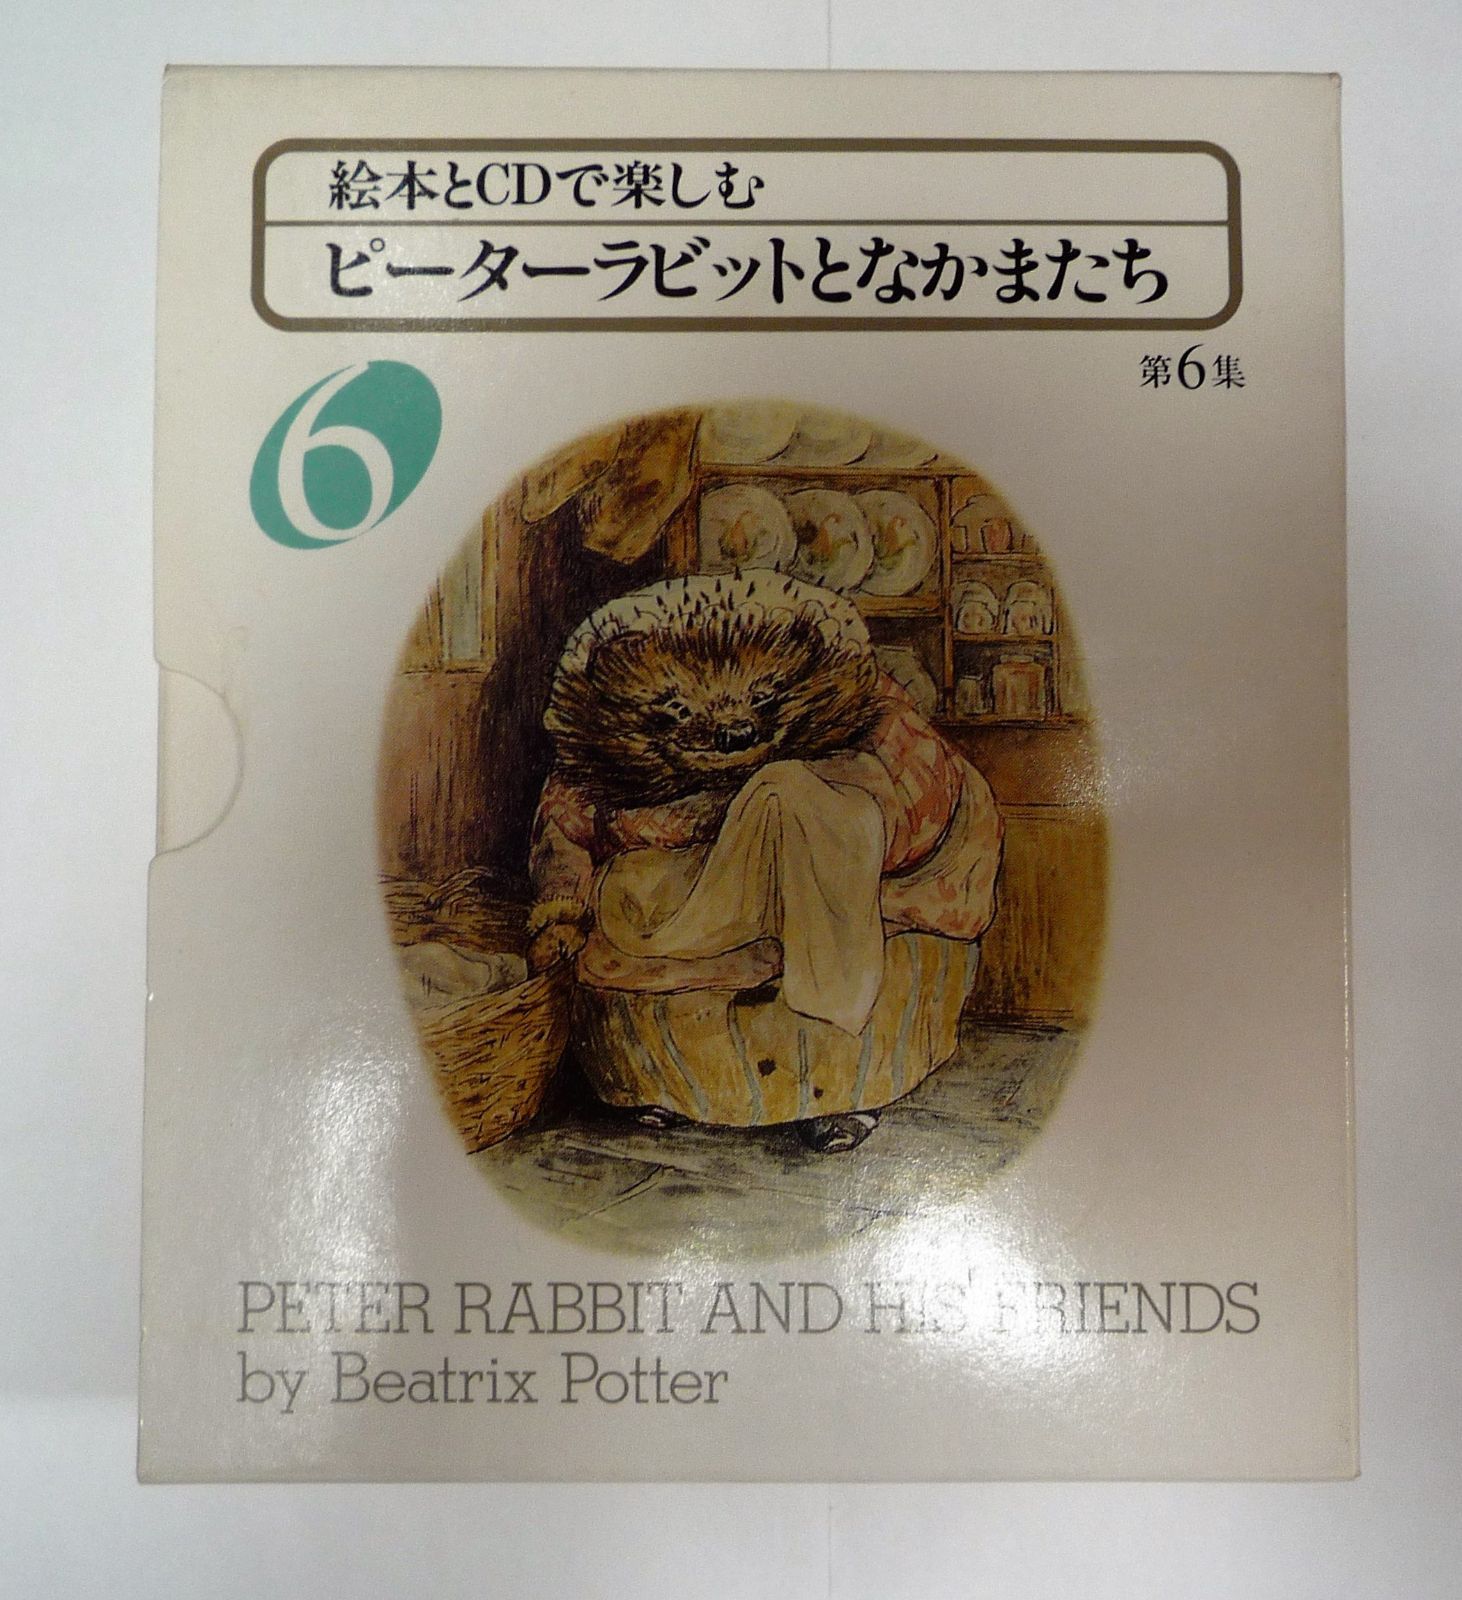 絵本とCDで楽しむ
ピーターラビットとなかまたち
第6集
6
PETER RABBIT AND HIS FRIENDS
by Beatrix Potter